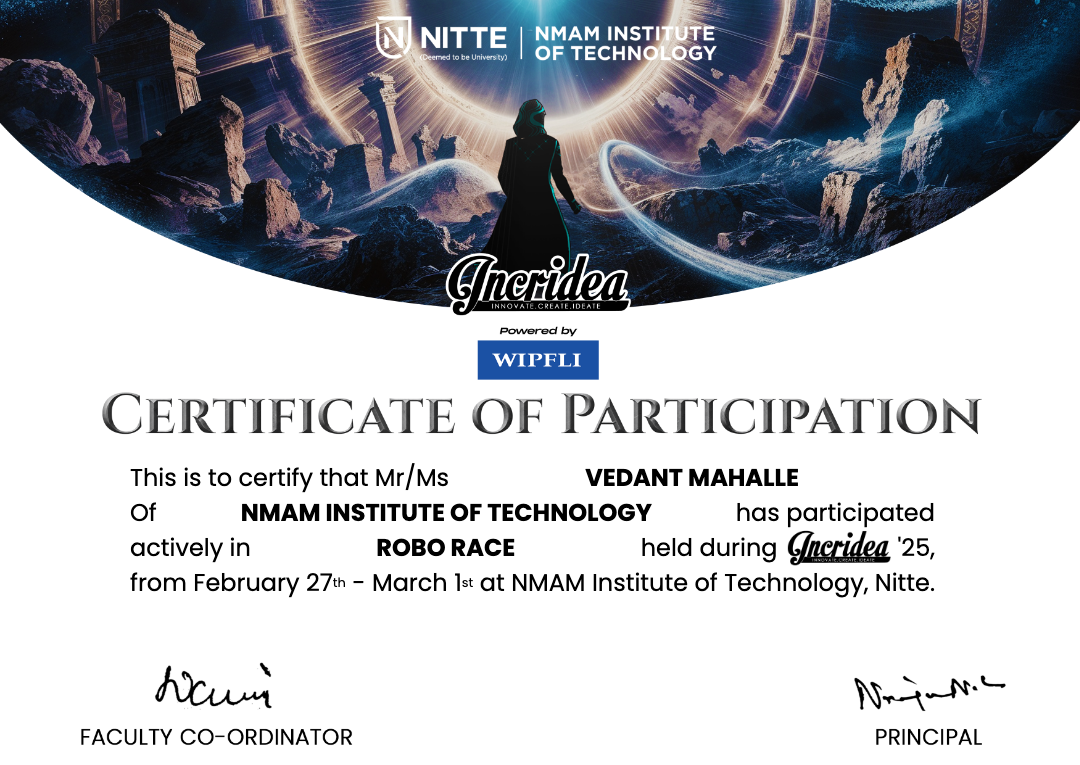 N NITTE
(Deemed to be University)
NMAM INSTITUTE
OF TECHNOLOGY
Incridea
INNOVATE.CREATE.IDEATE
Powered by
WIPFLI
CERTIFICATE OF PARTICIPATION
This is to certify that Mr/Ms VEDANT MAHALLE
Of NMAM INSTITUTE OF TECHNOLOGY has participated
actively in ROBO RACE held during Incridea INNOVATE.CREATE.IDEATE '25,
from February 27th - March 1st at NMAM Institute of Technology, Nitte.
FACULTY CO-ORDINATOR
PRINCIPAL